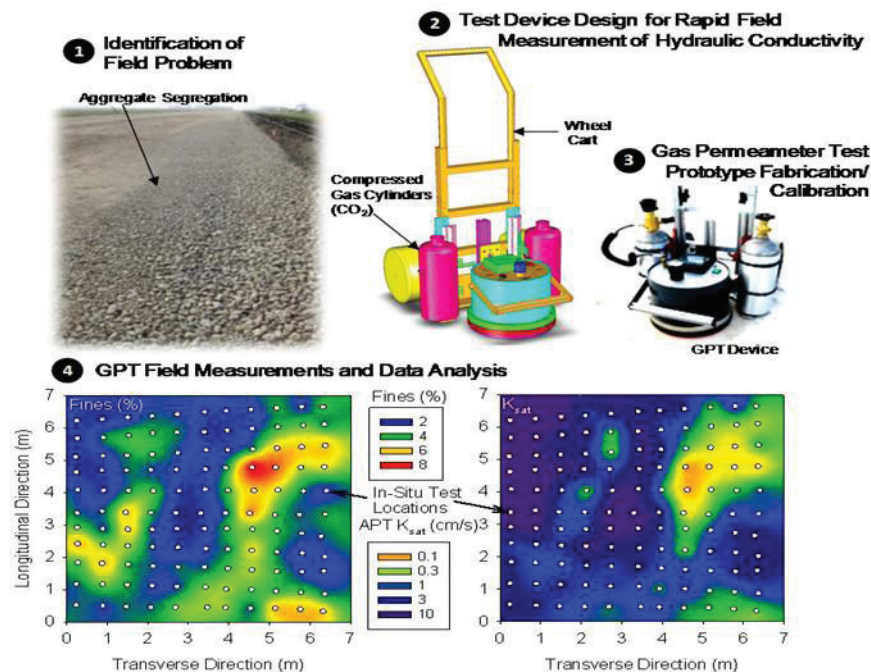 1 Identification of
Field Problem
Aggregate Segregation
2 Test Device Design for Rapid Field
Measurement of Hydraulic Conductivity
Wheel
Cart
Compressed
Gas Cylinders
(CO₂)
3 Gas Permeameter Test
Prototype Fabrication/
Calibration
GPT Device
4 GPT Field Measurements and Data Analysis
Fines (%)
7
6
5
4
3
2
1
0
0 1 2 3 4 5 6 7
Longitudinal Direction (m)
Transverse Direction (m)
Fines (%)
2
4
6
8
In-Situ Test
Locations
APT Ksat (cm/s)
0.1
0.3
1
3
10
Ksat
7
6
5
4
3
2
1
0
0 1 2 3 4 5 6 7
Transverse Direction (m)